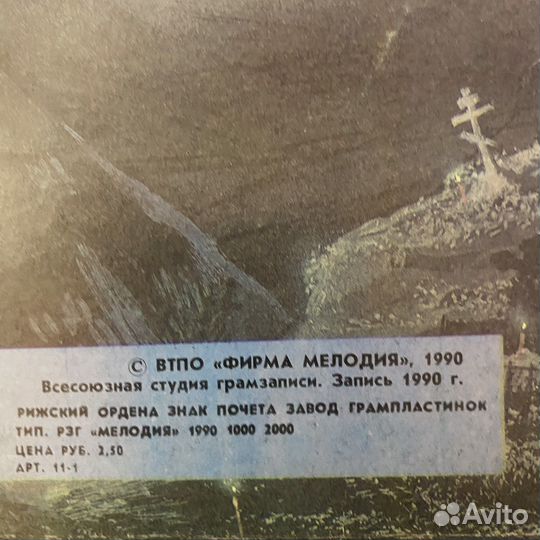 © ВТПО «ФИРМА МЕЛОДИЯ», 1990
Всесоюзная студия грамзаписи. Запись 1990 г.
РИЖСКИЙ ОРДЕНА ЗНАК ПОЧЕТА ЗАВОД ГРАМПЛАСТИНОК
ТИП. РЗГ «МЕЛОДИЯ» 1990 1000 2000
ЦЕНА РУБ. 2,50
АРТ. 11-1
Avito